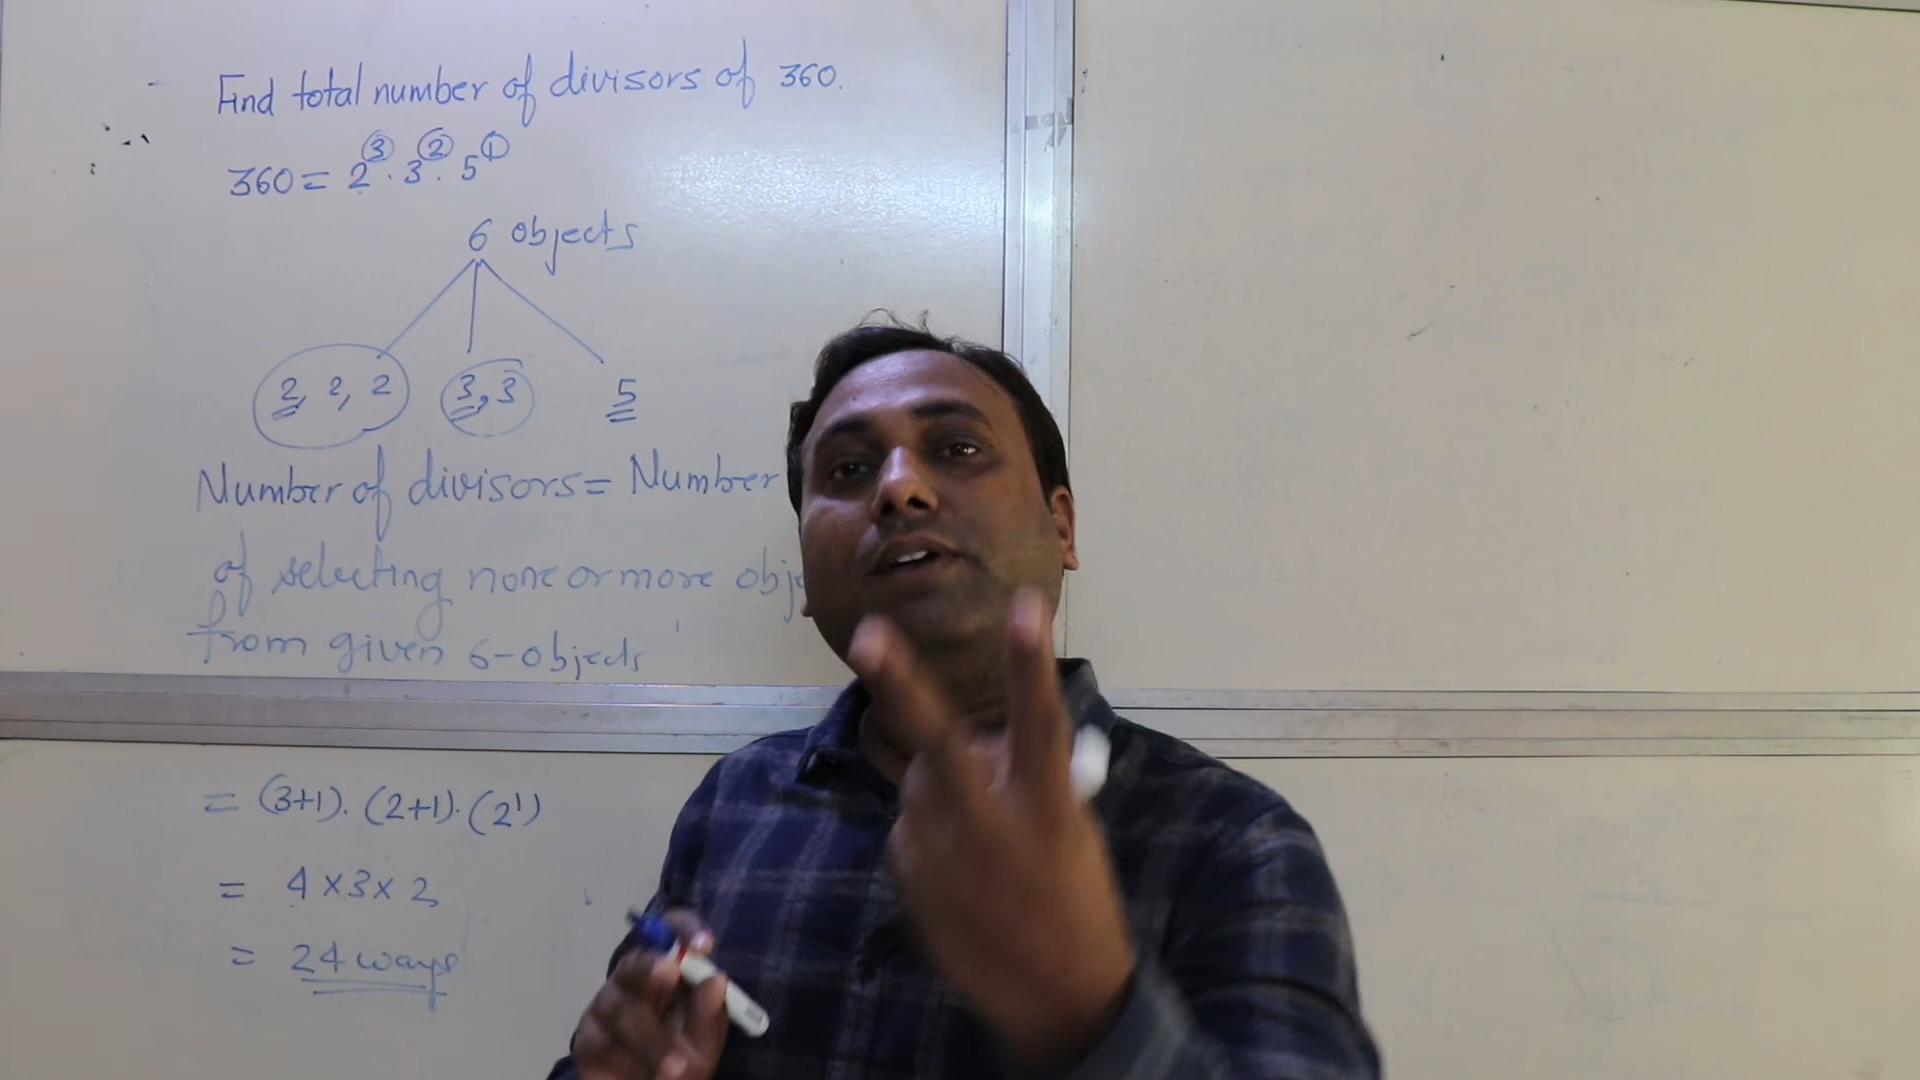 Find total number of divisors of 360.
360 = 2³ · 3² · 5¹
6 objects
2, 2, 2 3, 3 5
Number of divisors = Number
of selecting none or more obje
from given 6-objects
= (3+1). (2+1). (2¹)
= 4 × 3 × 2
= 24 ways